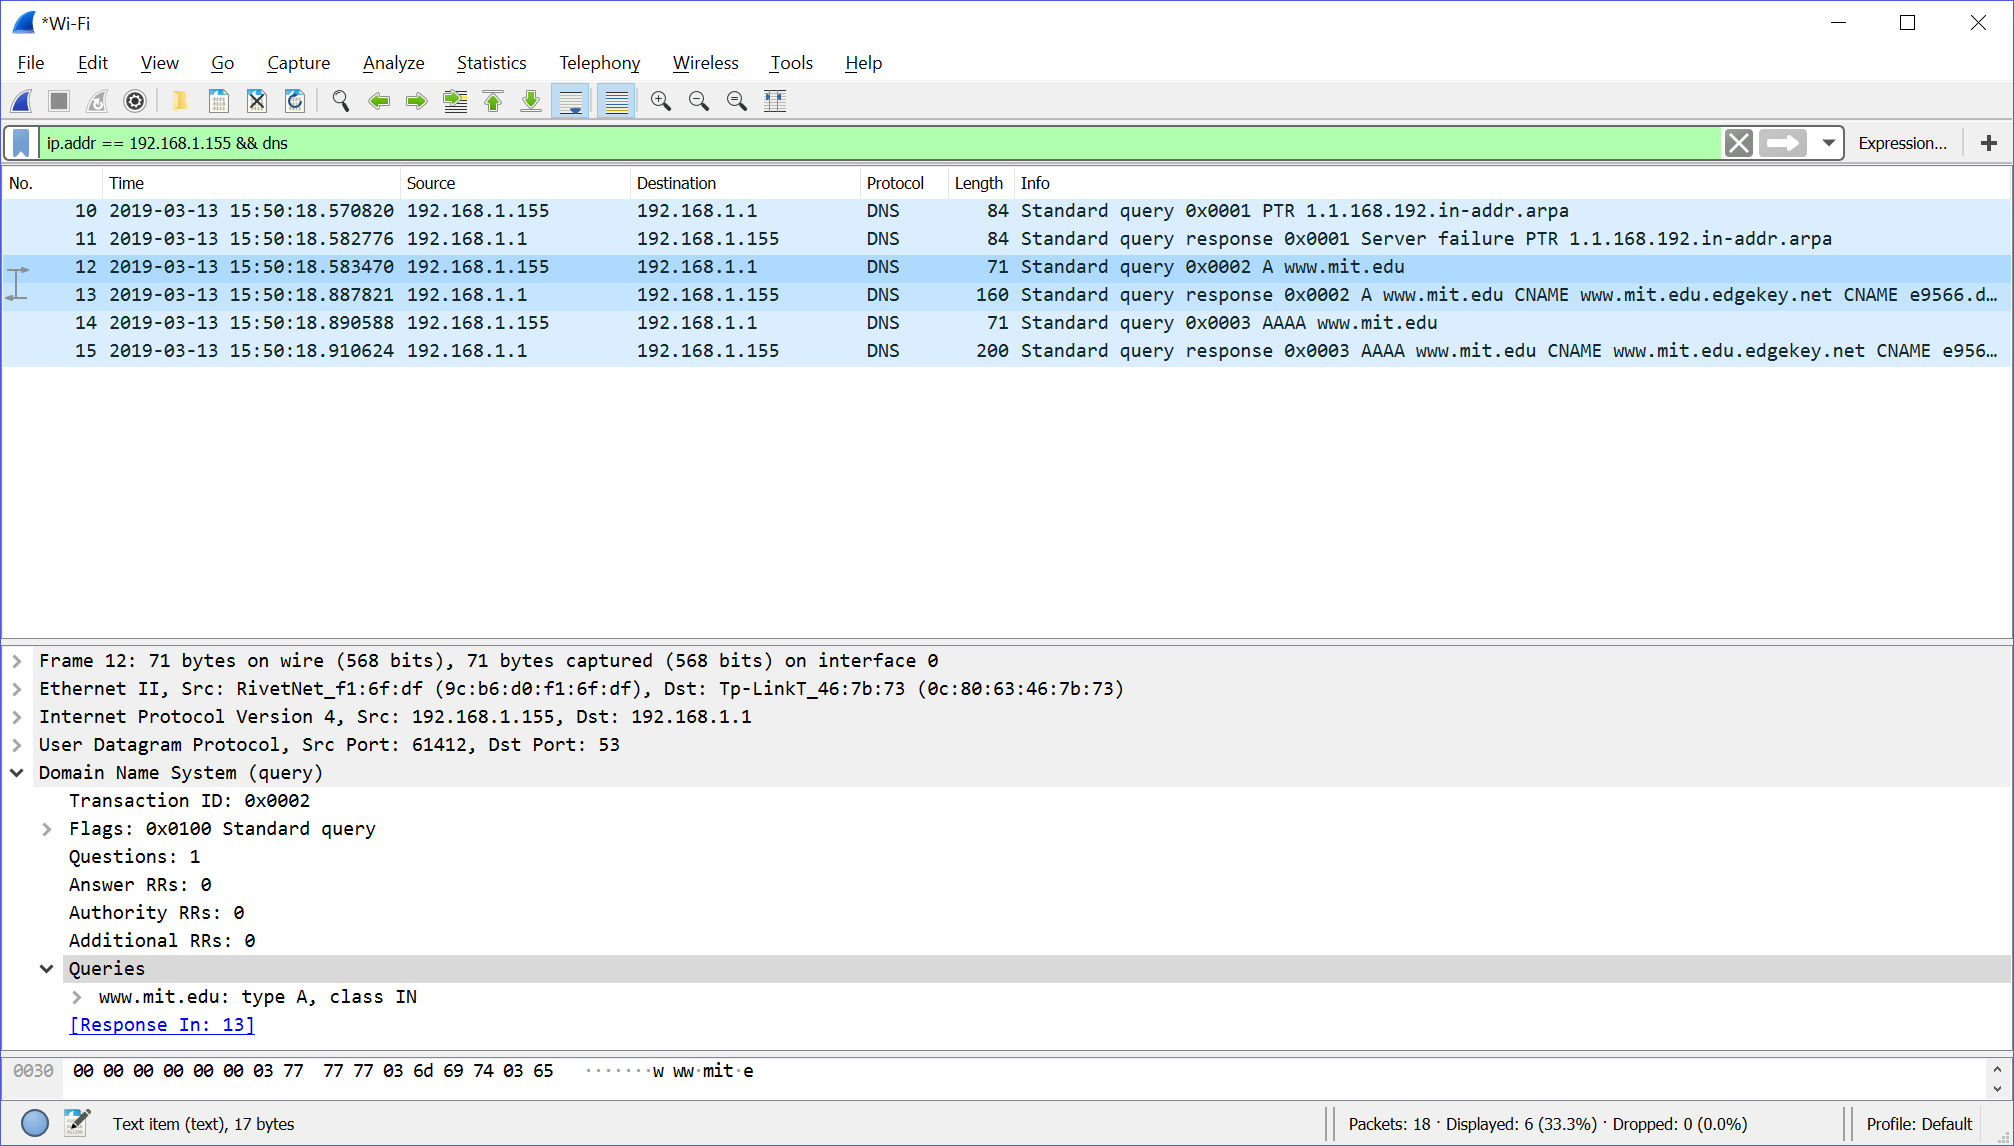 *Wi-Fi
File Edit View Go Capture Analyze Statistics Telephony Wireless Tools Help
ip.addr == 192.168.1.155 && dns Expression... +
No. Time Source Destination Protocol Length Info
10 2019-03-13 15:50:18.570820 192.168.1.155 192.168.1.1 DNS 84 Standard query 0x0001 PTR 1.1.168.192.in-addr.arpa
11 2019-03-13 15:50:18.582776 192.168.1.1 192.168.1.155 DNS 84 Standard query response 0x0001 Server failure PTR 1.1.168.192.in-addr.arpa
12 2019-03-13 15:50:18.583470 192.168.1.155 192.168.1.1 DNS 71 Standard query 0x0002 A www.mit.edu
13 2019-03-13 15:50:18.887821 192.168.1.1 192.168.1.155 DNS 160 Standard query response 0x0002 A www.mit.edu CNAME www.mit.edu.edgekey.net CNAME e9566.d…
14 2019-03-13 15:50:18.890588 192.168.1.155 192.168.1.1 DNS 71 Standard query 0x0003 AAAA www.mit.edu
15 2019-03-13 15:50:18.910624 192.168.1.1 192.168.1.155 DNS 200 Standard query response 0x0003 AAAA www.mit.edu CNAME www.mit.edu.edgekey.net CNAME e956…
Frame 12: 71 bytes on wire (568 bits), 71 bytes captured (568 bits) on interface 0
Ethernet II, Src: RivetNet_f1:6f:df (9c:b6:d0:f1:6f:df), Dst: Tp-LinkT_46:7b:73 (0c:80:63:46:7b:73)
Internet Protocol Version 4, Src: 192.168.1.155, Dst: 192.168.1.1
User Datagram Protocol, Src Port: 61412, Dst Port: 53
Domain Name System (query)
Transaction ID: 0x0002
Flags: 0x0100 Standard query
Questions: 1
Answer RRs: 0
Authority RRs: 0
Additional RRs: 0
Queries
www.mit.edu: type A, class IN
[Response In: 13]
0030 00 00 00 00 00 00 03 77 77 77 03 6d 69 74 03 65 ·······w ww·mit·e
Text item (text), 17 bytes Packets: 18 · Displayed: 6 (33.3%) · Dropped: 0 (0.0%) Profile: Default